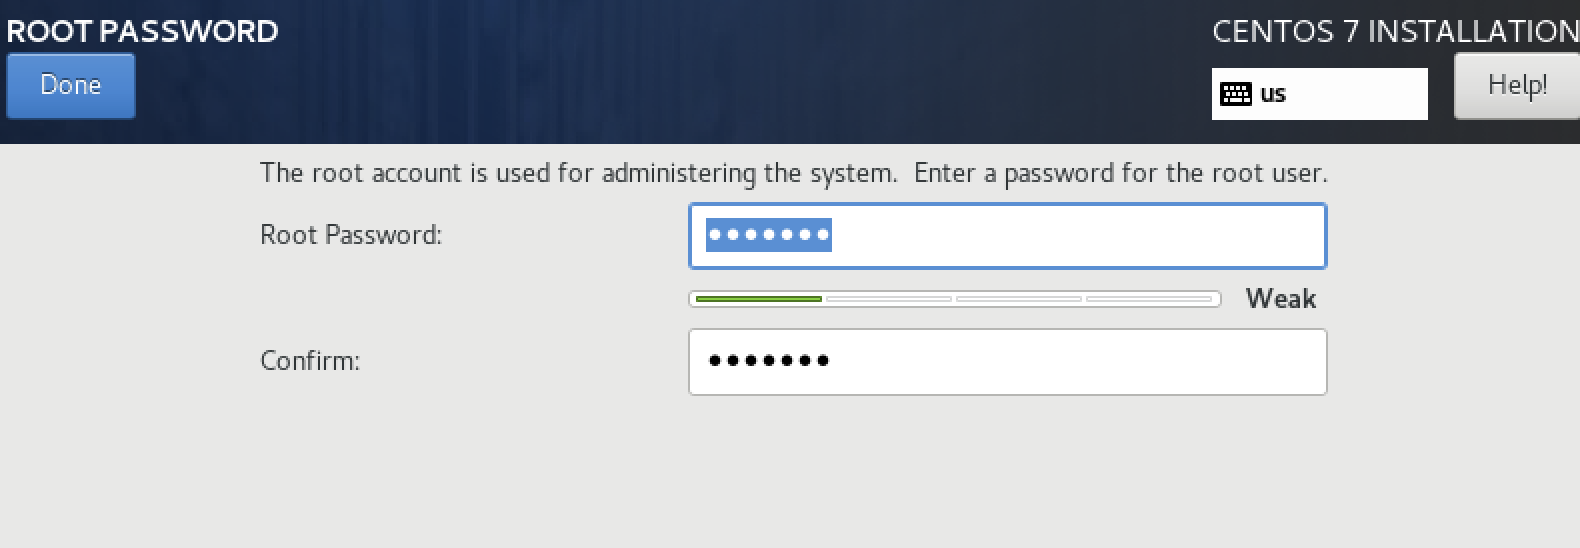 ROOT PASSWORD
CENTOS 7 INSTALLATION
Done
us
Help!
The root account is used for administering the system.  Enter a password for the root user.
Root Password: •••••••
Weak
Confirm: •••••••